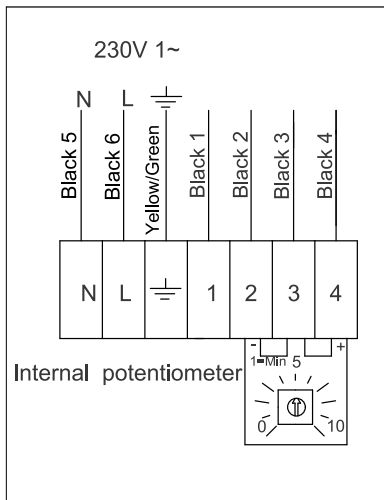 230V 1~
N L
Black 5 Black 6 Yellow/Green Black 1 Black 2 Black 3 Black 4
N L 1 2 3 4
- +
1=Min 5
Internal potentiometer
0 10